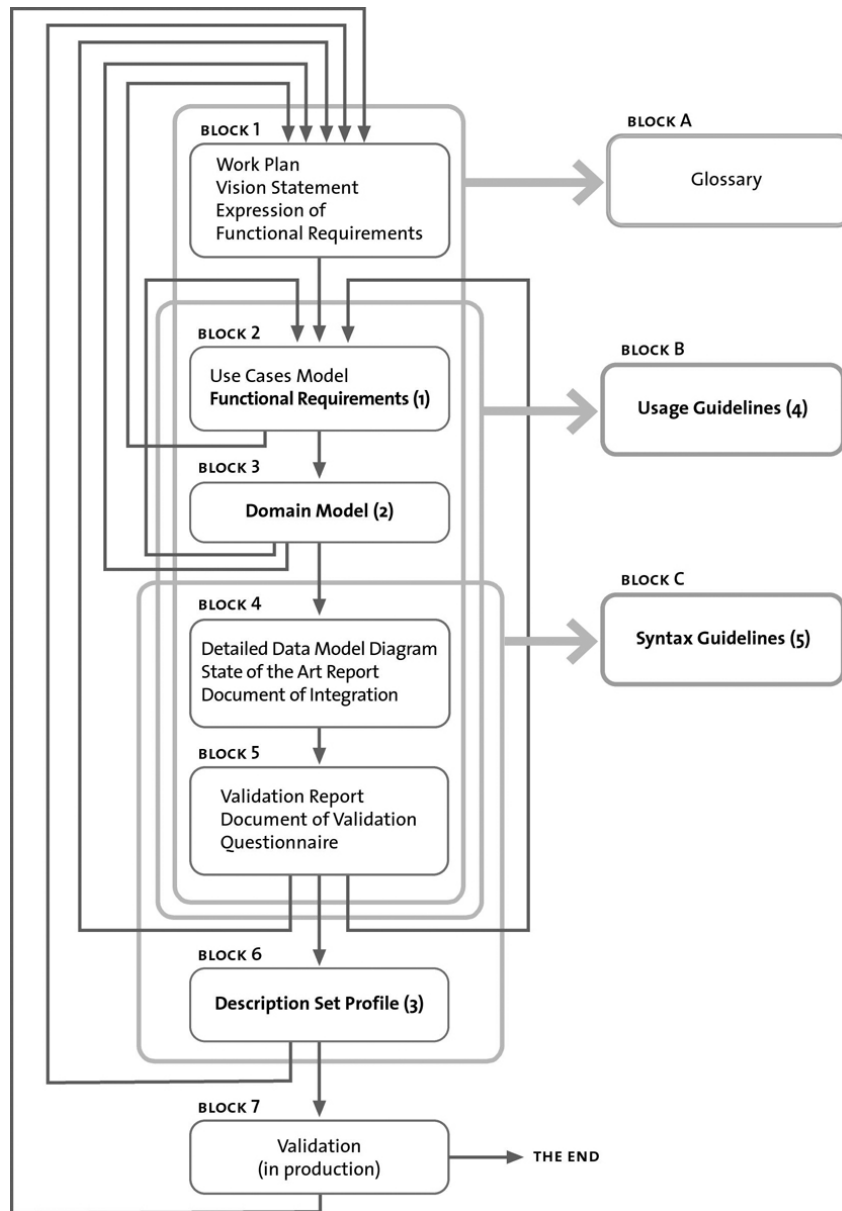 BLOCK 1
Work Plan
Vision Statement
Expression of
Functional Requirements
BLOCK A
Glossary
BLOCK 2
Use Cases Model
Functional Requirements (1)
BLOCK B
Usage Guidelines (4)
BLOCK 3
Domain Model (2)
BLOCK C
Syntax Guidelines (5)
BLOCK 4
Detailed Data Model Diagram
State of the Art Report
Document of Integration
BLOCK 5
Validation Report
Document of Validation
Questionnaire
BLOCK 6
Description Set Profile (3)
BLOCK 7
Validation
(in production)
THE END